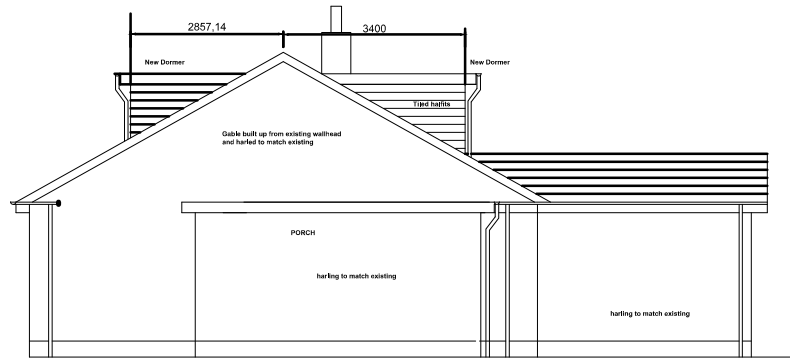 2857,14
3400
New Dormer
New Dormer
Tiled haffits
Gable built up from existing wallhead
and harled to match existing
PORCH
harling to match existing
harling to match existing